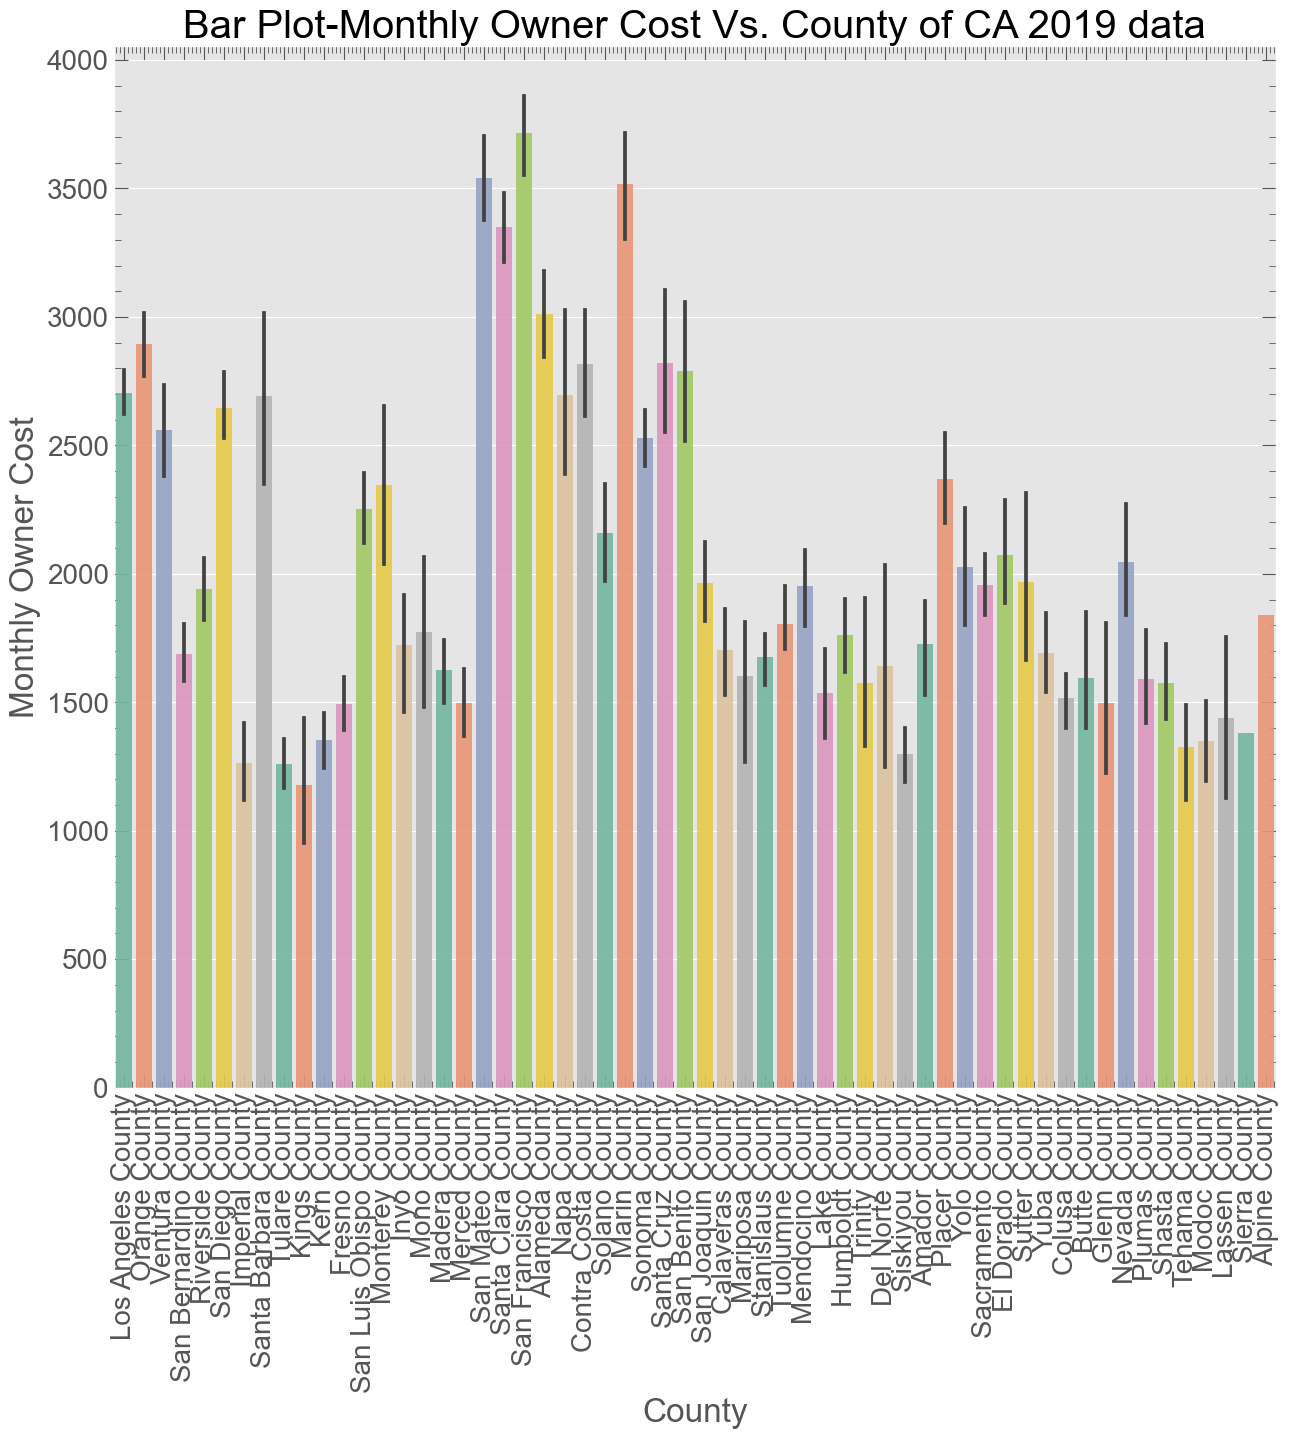 Bar Plot-Monthly Owner Cost Vs. County of CA 2019 data
Monthly Owner Cost
4000
3500
3000
2500
2000
1500
1000
500
0
Los Angeles County
Orange County
Ventura County
San Bernardino County
Riverside County
San Diego County
Imperial County
Santa Barbara County
Tulare County
Kings County
Kern County
Fresno County
San Luis Obispo County
Monterey County
Inyo County
Mono County
Madera County
Merced County
San Mateo County
Santa Clara County
San Francisco County
Alameda County
Napa County
Contra Costa County
Solano County
Marin County
Sonoma County
Santa Cruz County
San Benito County
San Joaquin County
Calaveras County
Mariposa County
Stanislaus County
Tuolumne County
Mendocino County
Lake County
Humboldt County
Trinity County
Del Norte County
Siskiyou County
Amador County
Placer County
Yolo County
Sacramento County
El Dorado County
Sutter County
Yuba County
Colusa County
Butte County
Glenn County
Nevada County
Plumas County
Shasta County
Tehama County
Modoc County
Lassen County
Sierra County
Alpine County
County